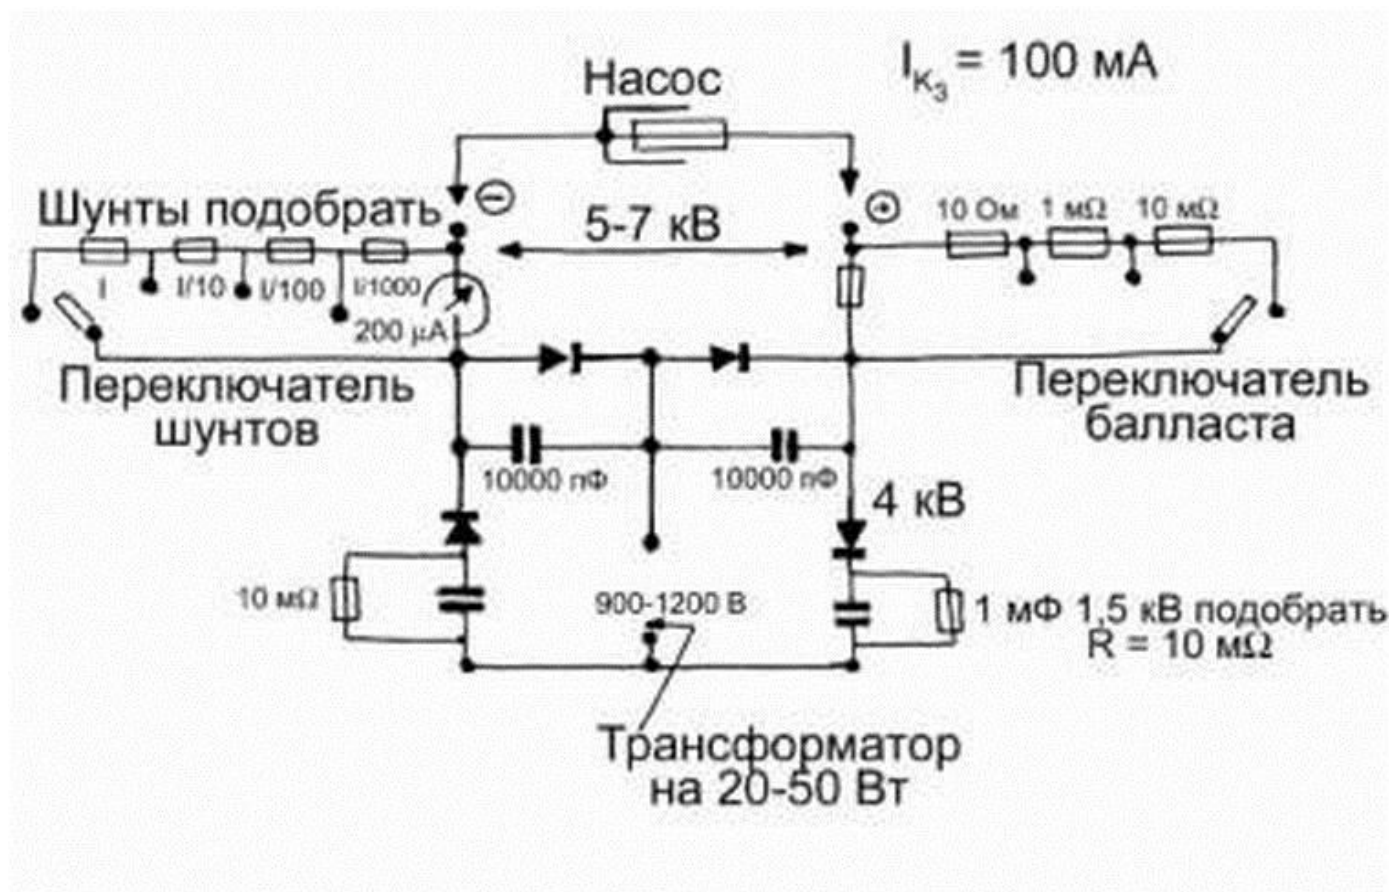 Насос
Iкз = 100 мА
Шунты подобрать
5-7 кВ
10 Ом
1 мΩ
10 мΩ
I
I/10
I/100
I/1000
200 µA
Переключатель
шунтов
Переключатель
балласта
10000 пФ
10000 пФ
4 кВ
10 мΩ
900-1200 В
1 мФ 1,5 кВ подобрать
R = 10 мΩ
Трансформатор
на 20-50 Вт